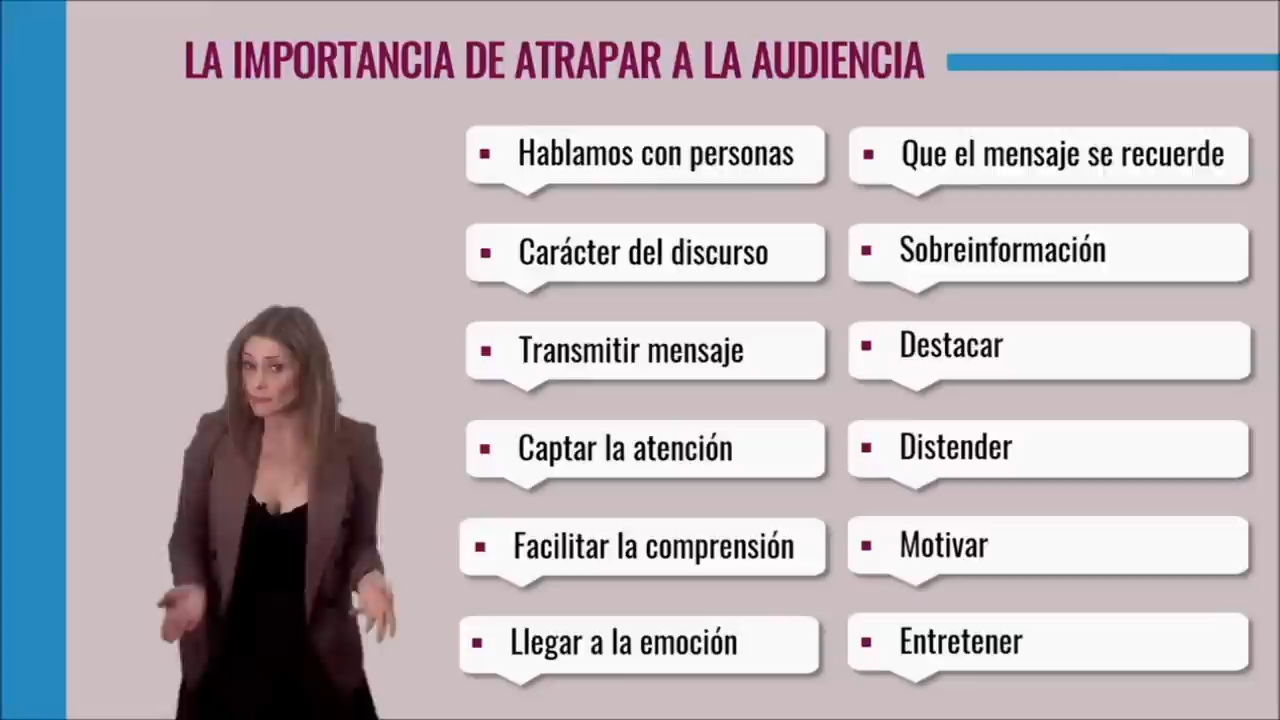 LA IMPORTANCIA DE ATRAPAR A LA AUDIENCIA
Hablamos con personas
Carácter del discurso
Transmitir mensaje
Captar la atención
Facilitar la comprensión
Llegar a la emoción
Que el mensaje se recuerde
Sobreinformación
Destacar
Distender
Motivar
Entretener